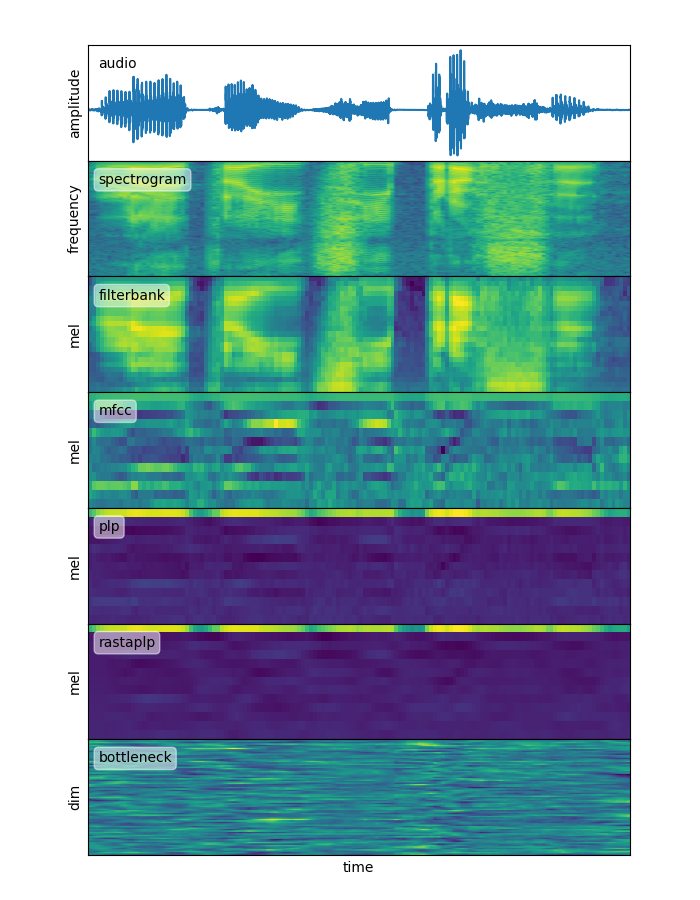 audio
amplitude
spectrogram
frequency
filterbank
mel
mfcc
mel
plp
mel
rastaplp
mel
bottleneck
dim
time